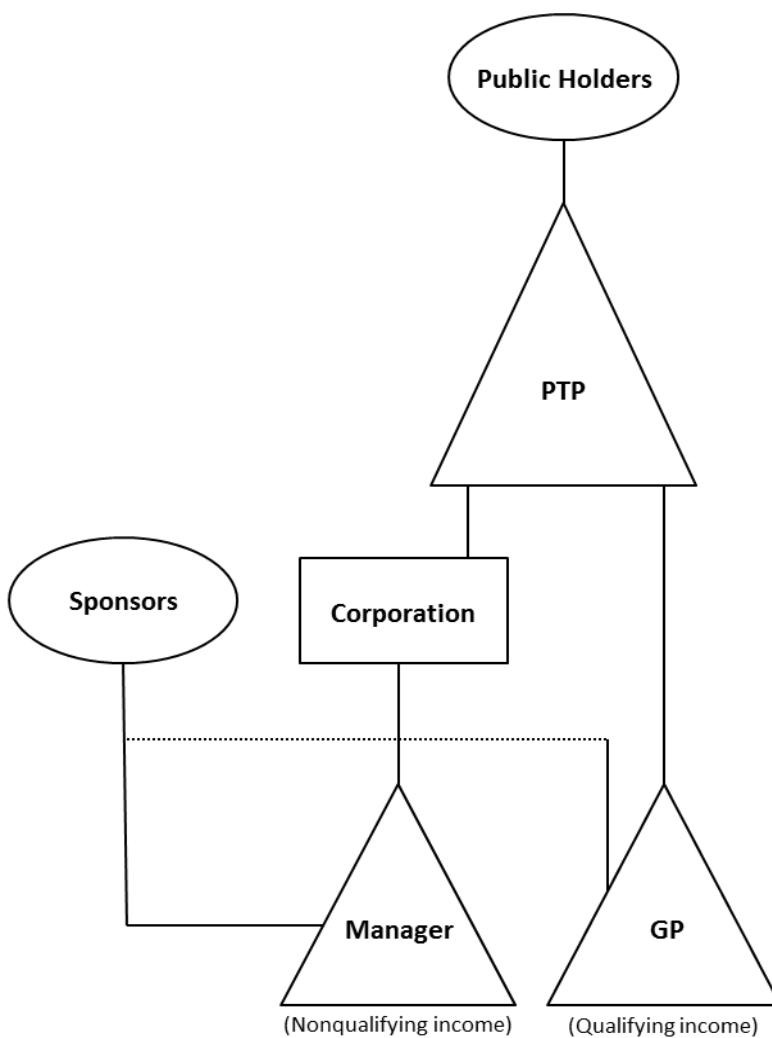 Public Holders
PTP
Sponsors
Corporation
Manager
GP
(Nonqualifying income)
(Qualifying income)